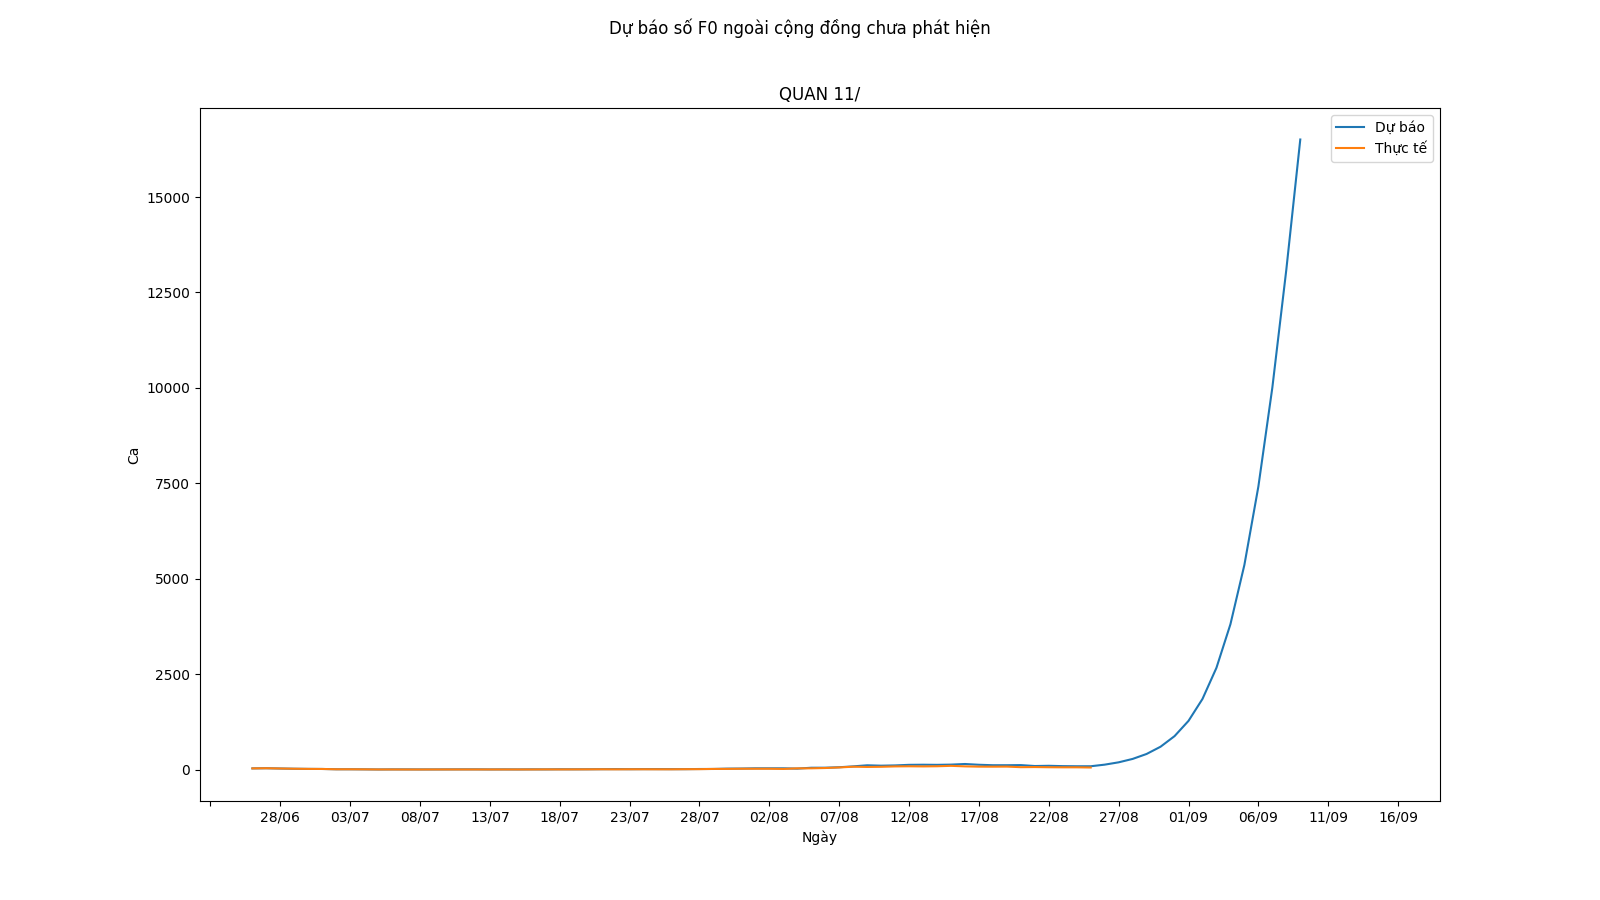 Dự báo số F0 ngoài cộng đồng chưa phát hiện
QUAN 11/
Dự báo
Thực tế
15000
12500
10000
7500
5000
2500
0
Ca
28/06 03/07 08/07 13/07 18/07 23/07 28/07 02/08 07/08 12/08 17/08 22/08 27/08 01/09 06/09 11/09 16/09
Ngày